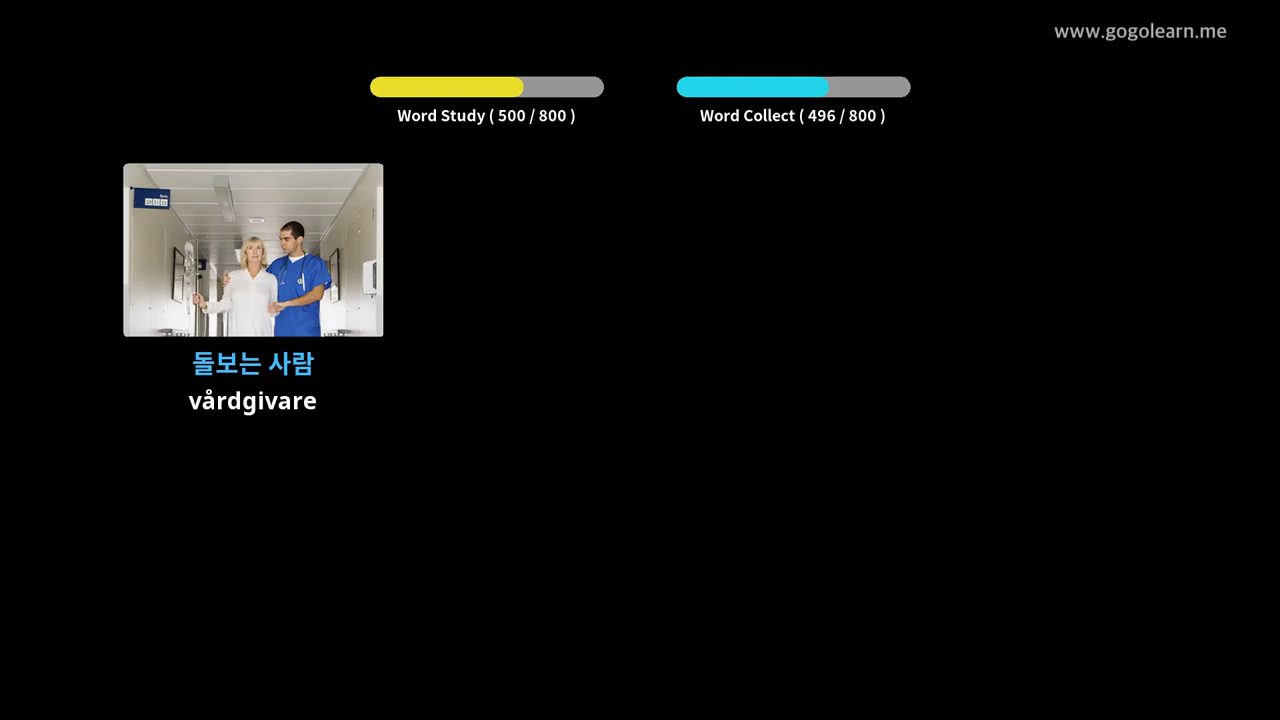 www.gogolearn.me
Word Study ( 500 / 800 )
Word Collect ( 496 / 800 )
돌보는 사람
vårdgivare